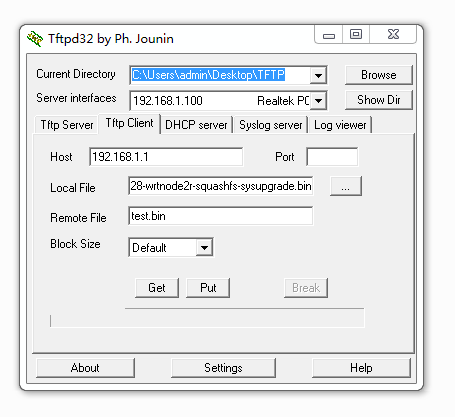 Tftpd32 by Ph. Jounin
Current Directory C:\Users\admin\Desktop\TFTP Browse
Server interfaces 192.168.1.100 Realtek PC Show Dir
Tftp Server Tftp Client DHCP server Syslog server Log viewer
Host 192.168.1.1 Port
Local File 28-wrtnode2r-squashfs-sysupgrade.bin ...
Remote File test.bin
Block Size Default
Get Put Break
About Settings Help